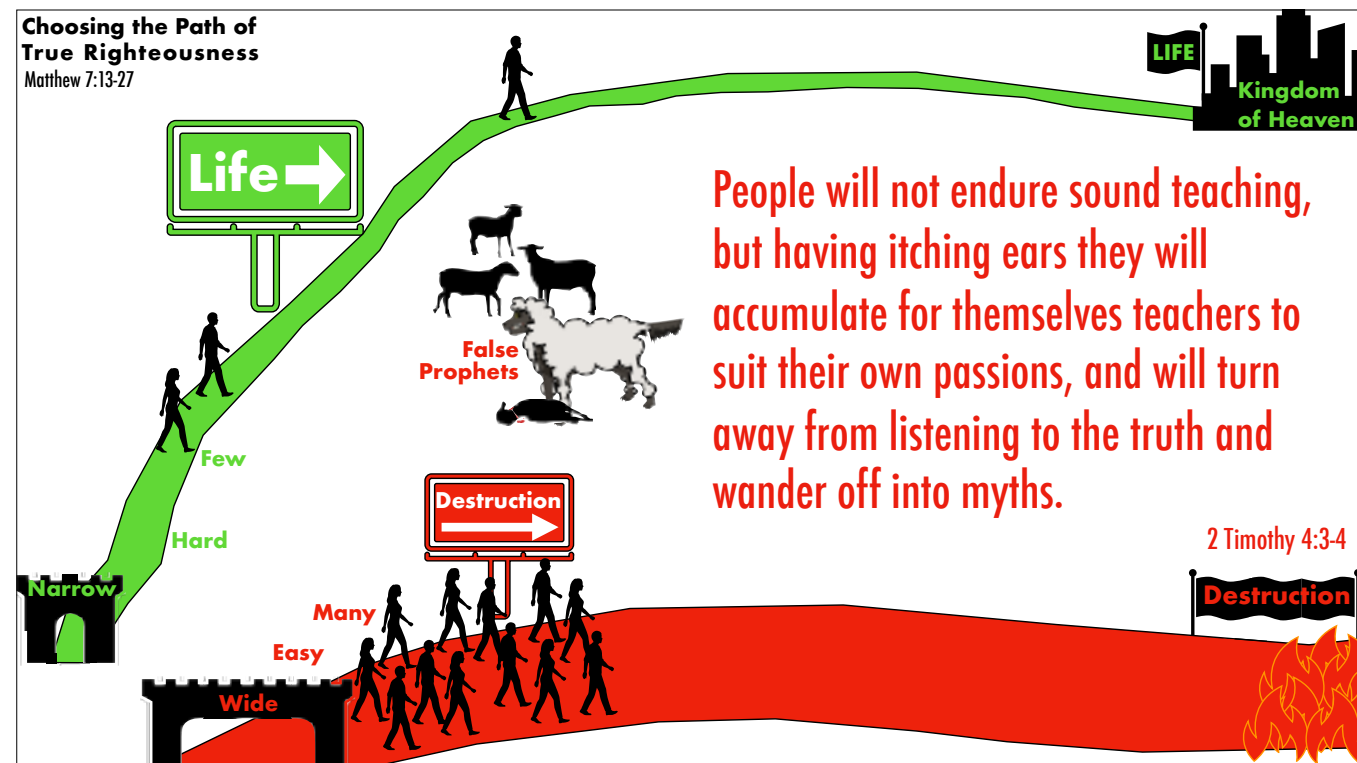 Choosing the Path of
True Righteousness
Matthew 7:13-27
LIFE
Kingdom
of Heaven
Life
People will not endure sound teaching,
but having itching ears they will
accumulate for themselves teachers to
suit their own passions, and will turn
away from listening to the truth and
wander off into myths.
2 Timothy 4:3-4
False
Prophets
Few
Hard
Narrow
Destruction
Many
Easy
Wide
Destruction